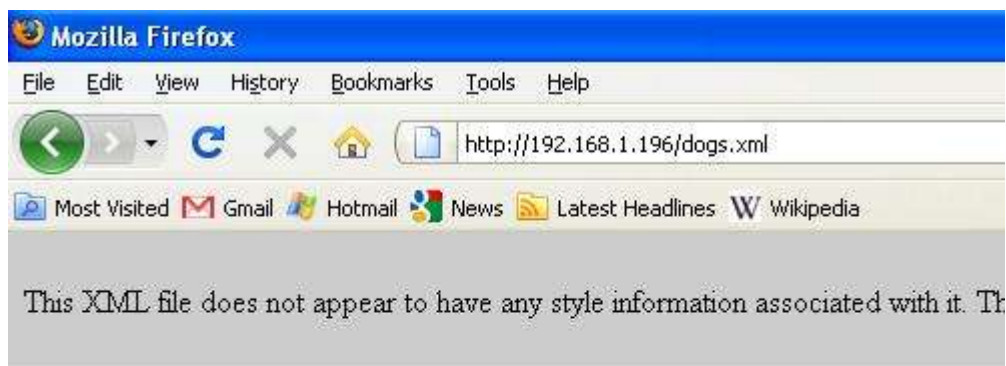 Mozilla Firefox
File Edit View History Bookmarks Tools Help
http://192.168.1.196/dogs.xml
Most Visited Gmail Hotmail News Latest Headlines W Wikipedia
This XML file does not appear to have any style information associated with it. Th